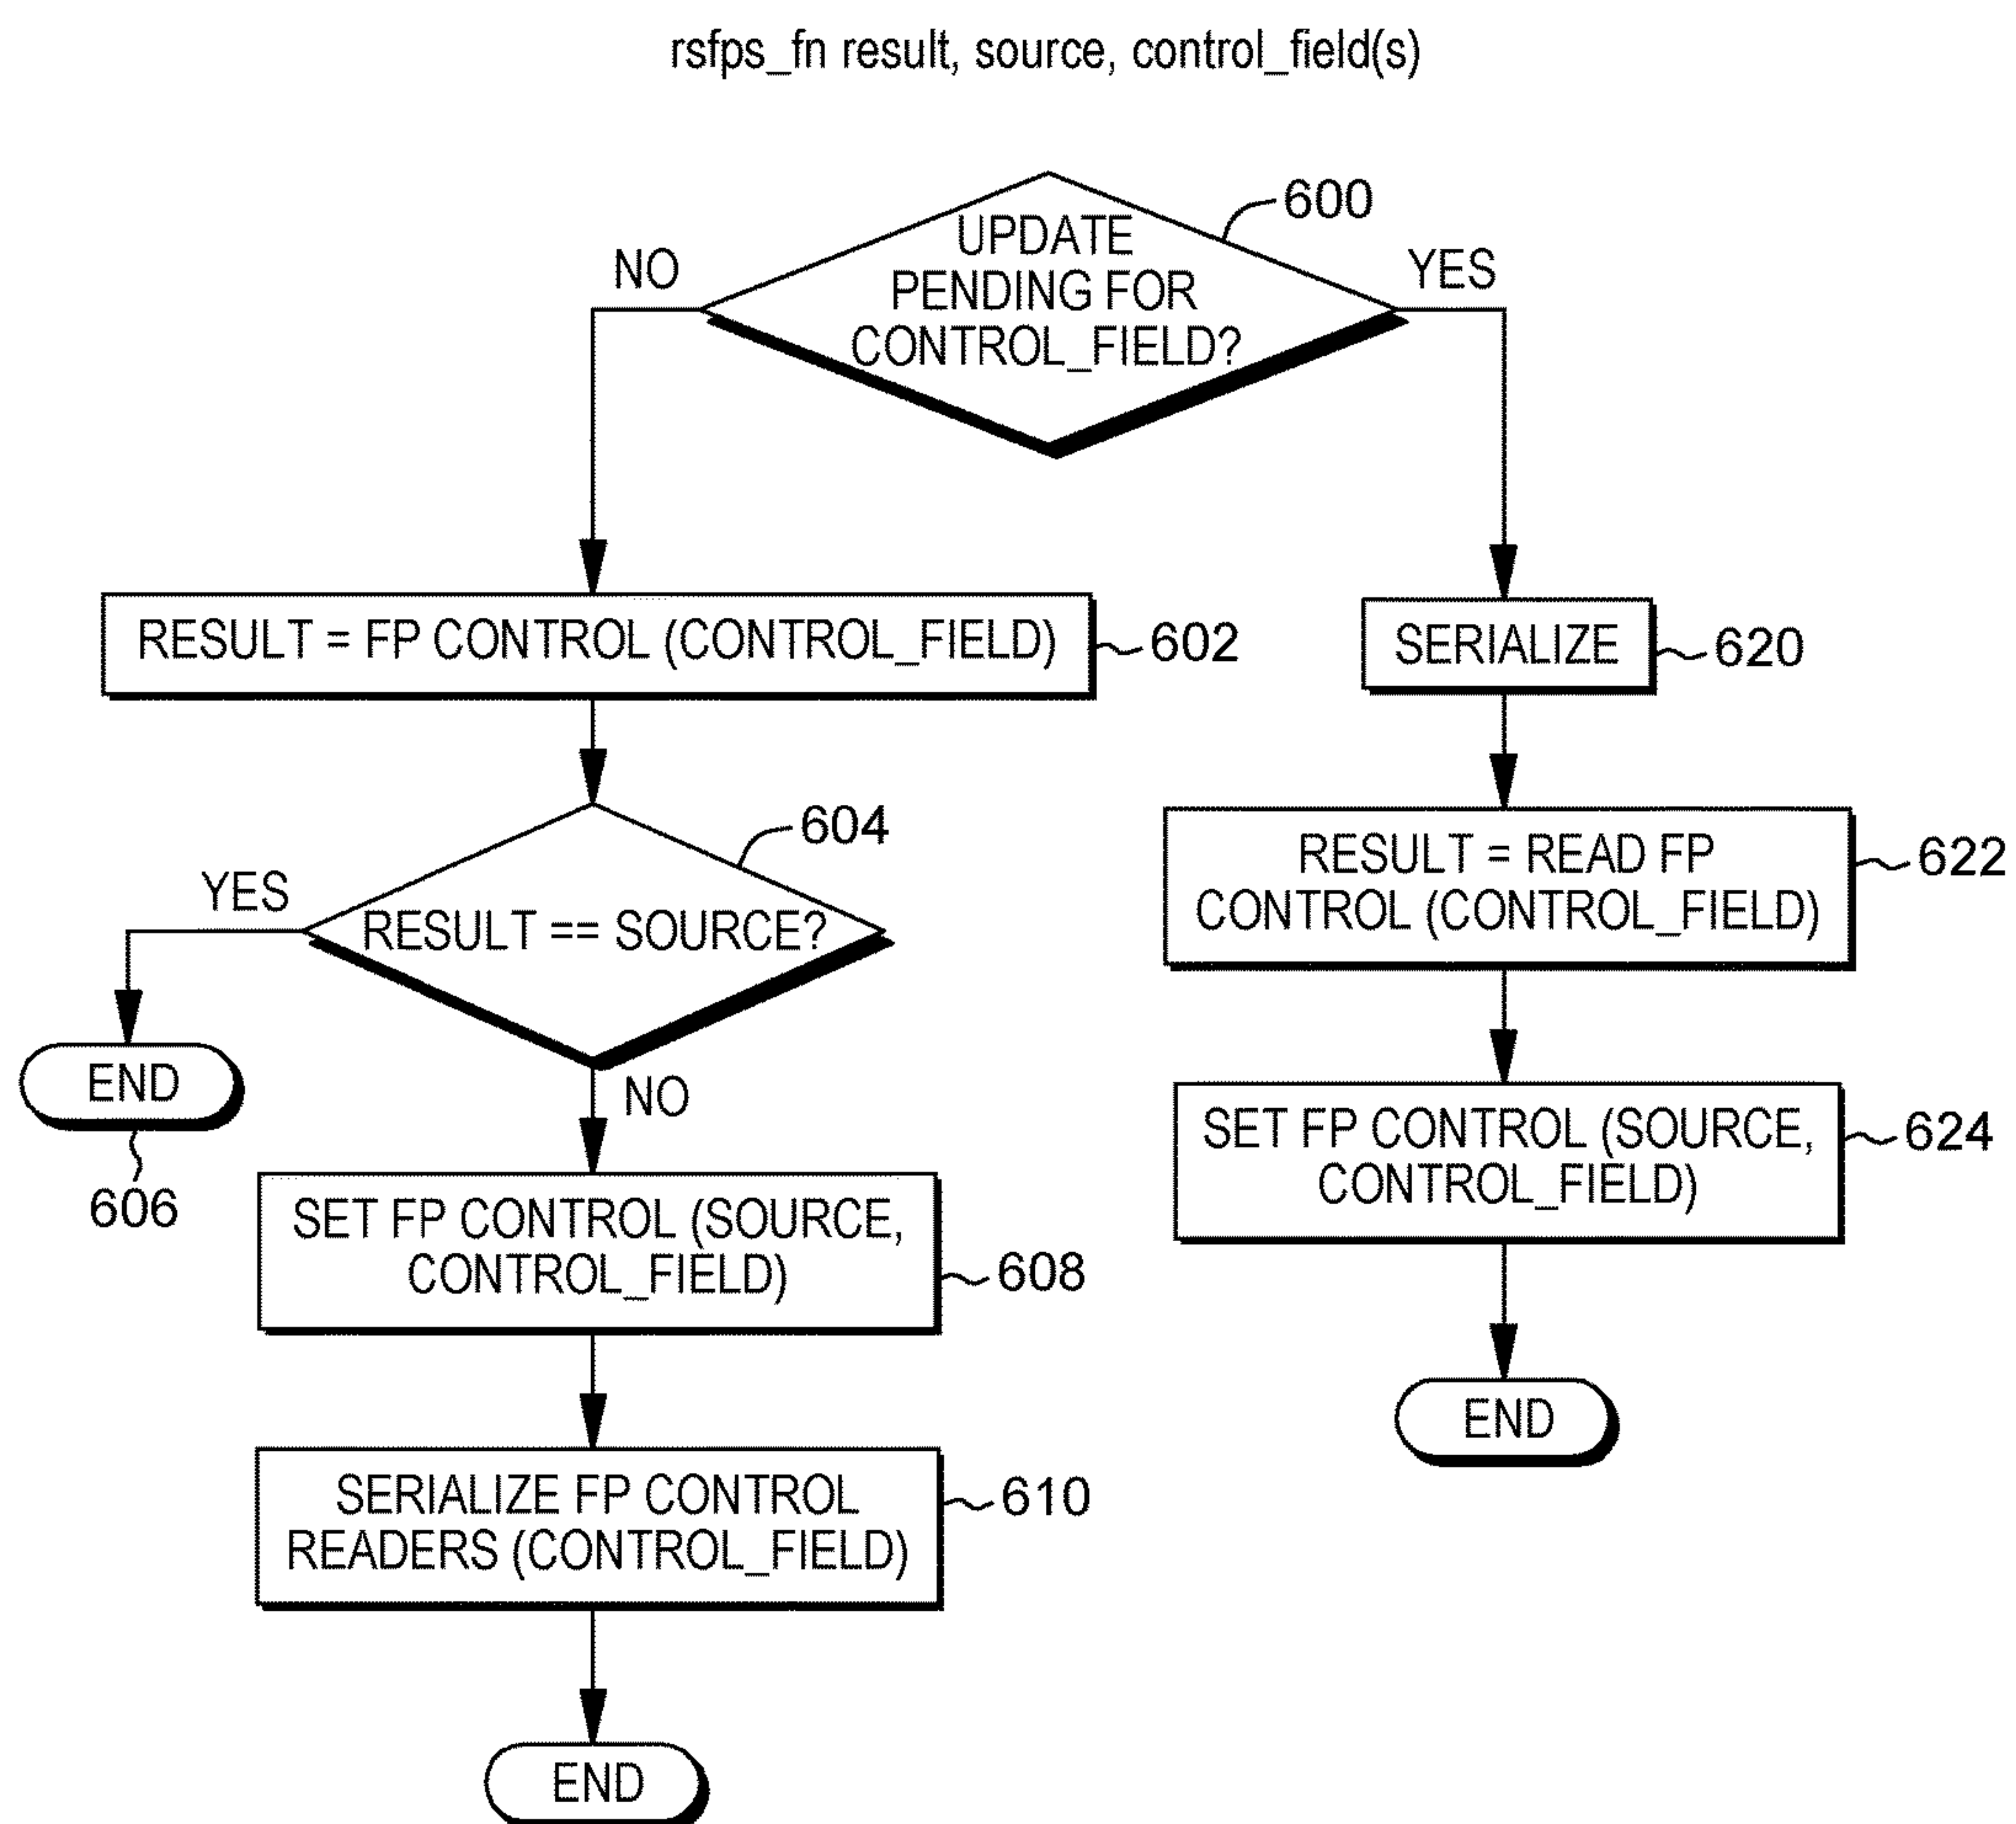 rsfps_fn result, source, control_field(s)
600
UPDATE
PENDING FOR
CONTROL_FIELD?
NO
YES
RESULT = FP CONTROL (CONTROL_FIELD)
602
SERIALIZE
620
604
RESULT == SOURCE?
YES
NO
RESULT = READ FP
CONTROL (CONTROL_FIELD)
622
END
606
SET FP CONTROL (SOURCE,
CONTROL_FIELD)
624
SET FP CONTROL (SOURCE,
CONTROL_FIELD)
608
END
SERIALIZE FP CONTROL
READERS (CONTROL_FIELD)
610
END